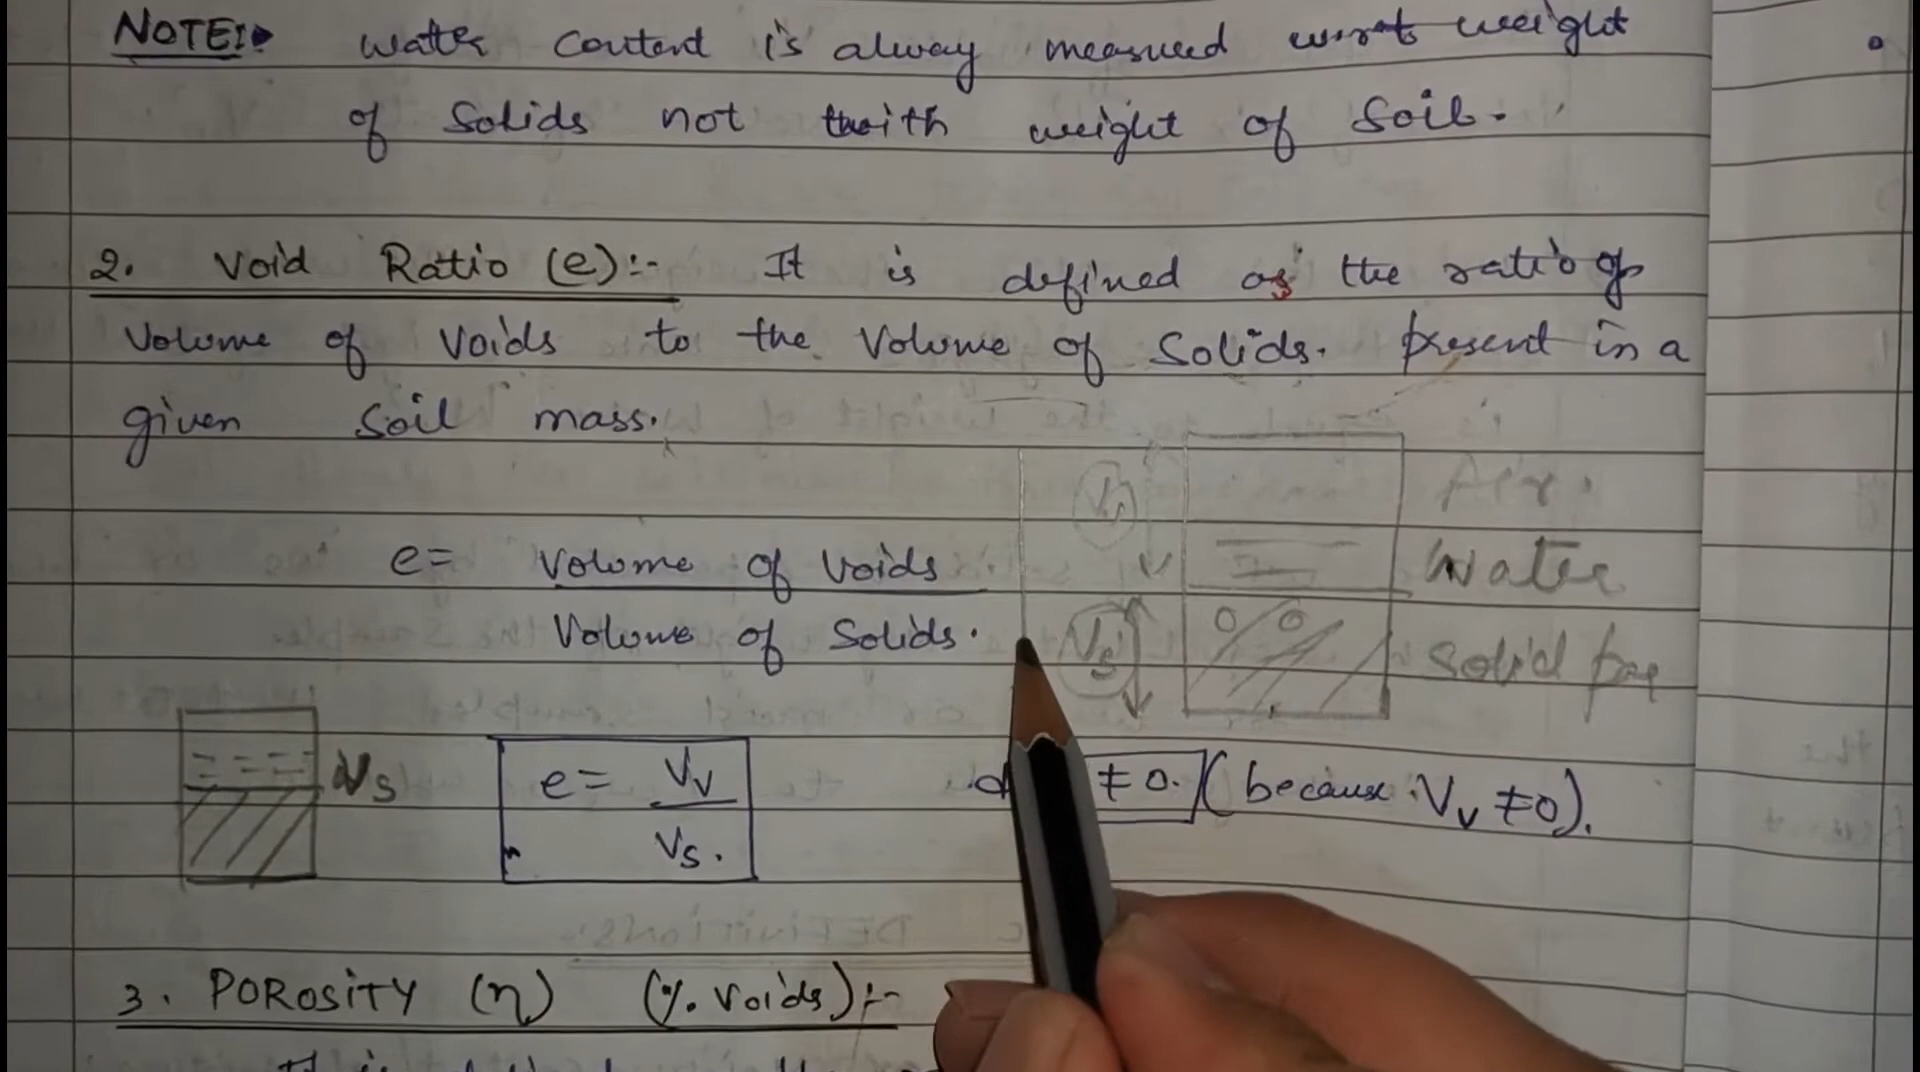 NOTE:- Water content is alway measured w.r.t weight
of Solids not with weight of Soil.
2. Void Ratio (e):- It is defined as the ratio of
Volume of Voids to the Volume of Solids. Present in a
given soil mass.
Air.
e= Volume of Voids
Water
Volume of Solids.
Vs
Solid
Vs
e= Vv
Vs.
≠0. (because Vv ≠0).
3. POROSITY (η) (% Voids):-